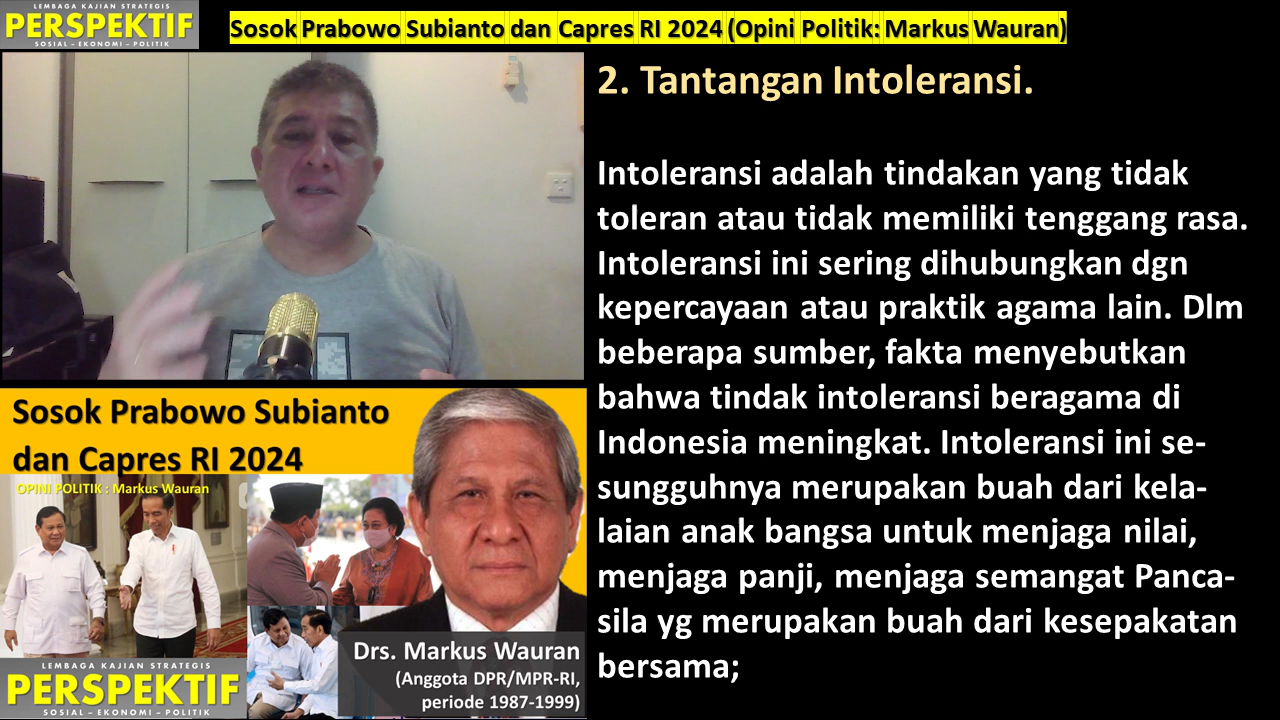 LEMBAGA KAJIAN STRATEGIS
PERSPEKTIF
SOSIAL – EKONOMI – POLITIK
Sosok Prabowo Subianto dan Capres RI 2024 (Opini Politik: Markus Wauran)
2. Tantangan Intoleransi.
Intoleransi adalah tindakan yang tidak
toleran atau tidak memiliki tenggang rasa.
Intoleransi ini sering dihubungkan dgn
kepercayaan atau praktik agama lain. Dlm
beberapa sumber, fakta menyebutkan
bahwa tindak intoleransi beragama di
Indonesia meningkat. Intoleransi ini se-
sungguhnya merupakan buah dari kela-
laian anak bangsa untuk menjaga nilai,
menjaga panji, menjaga semangat Panca-
sila yg merupakan buah dari kesepakatan
bersama;
Sosok Prabowo Subianto
dan Capres RI 2024
OPINI POLITIK : Markus Wauran
Drs. Markus Wauran
(Anggota DPR/MPR-RI,
periode 1987-1999)
LEMBAGA KAJIAN STRATEGIS
PERSPEKTIF
SOSIAL – EKONOMI – POLITIK